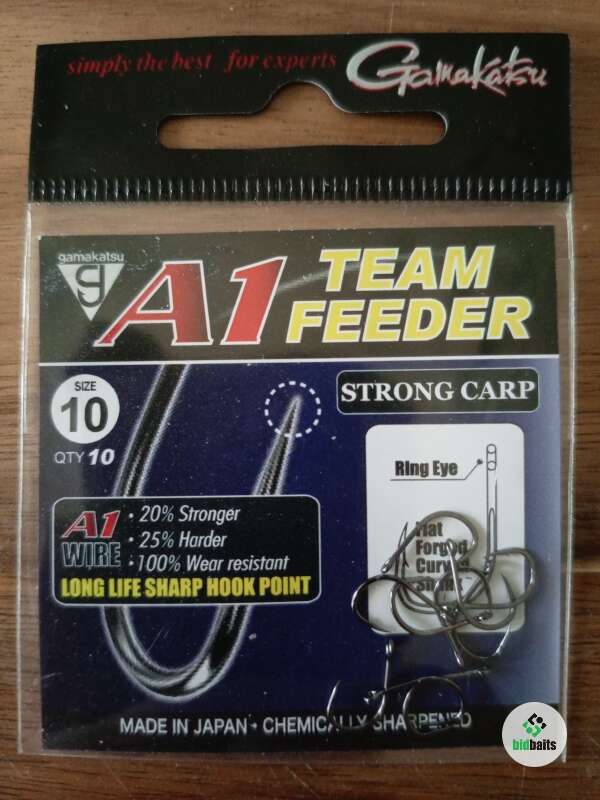 simply the best for experts
Gamakatsu
gamakatsu
g
A1 TEAM
FEEDER
SIZE
10
QTY 10
STRONG CARP
RIng Eye
A1
WIRE
• 20% Stronger
• 25% Harder
• 100% Wear resistant
LONG LIFE SHARP HOOK POINT
Forged
MADE IN JAPAN • CHEMICALLY SHARPENED
bidbaits